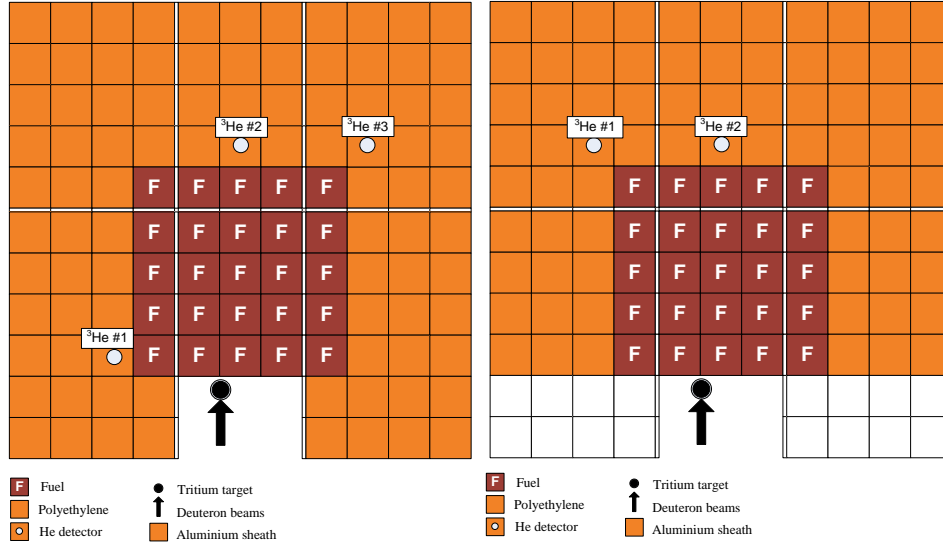 ³He #2 ³He #3
F F F F F
F F F F F
F F F F F
F F F F F
³He #1
F F F F F
F Fuel
Polyethylene
He detector
Tritium target
Deuteron beams
Aluminium sheath
³He #1 ³He #2
F F F F F
F F F F F
F F F F F
F F F F F
F F F F F
F Fuel
Polyethylene
He detector
Tritium target
Deuteron beams
Aluminium sheath